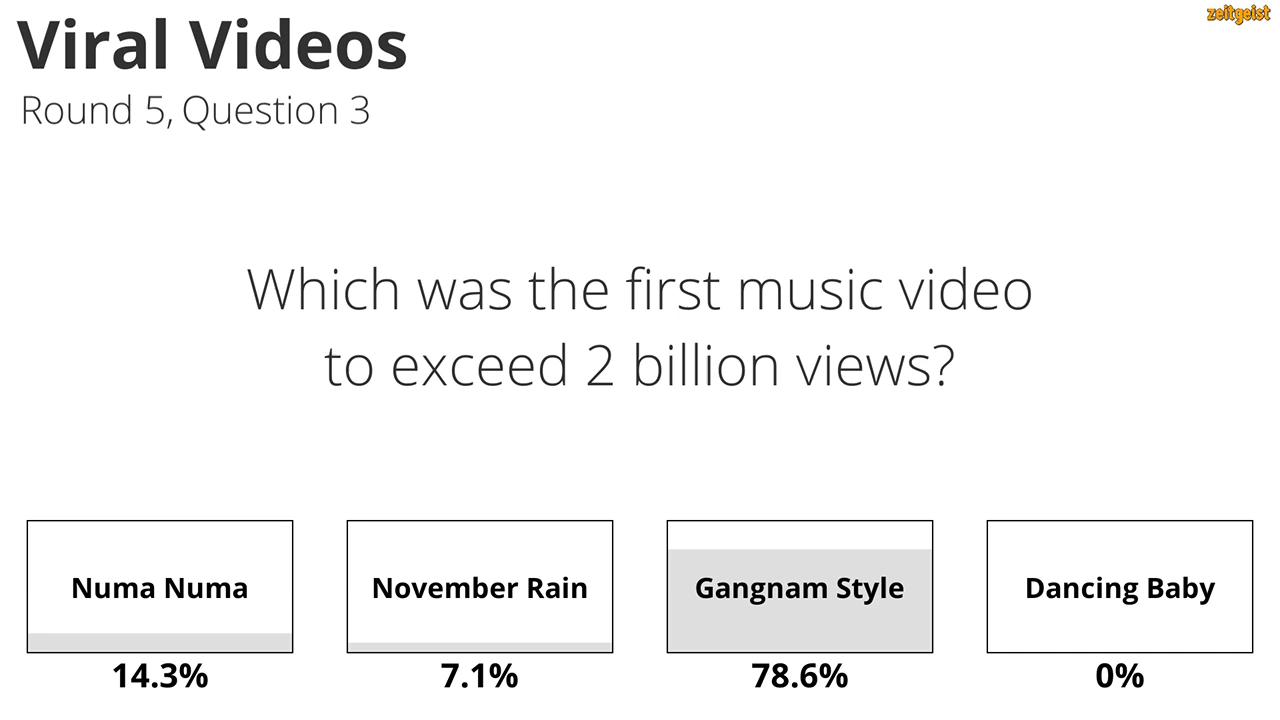 zeitgeist
Viral Videos
Round 5, Question 3
Which was the first music video
to exceed 2 billion views?
Numa Numa
November Rain
Gangnam Style
Dancing Baby
14.3%
7.1%
78.6%
0%